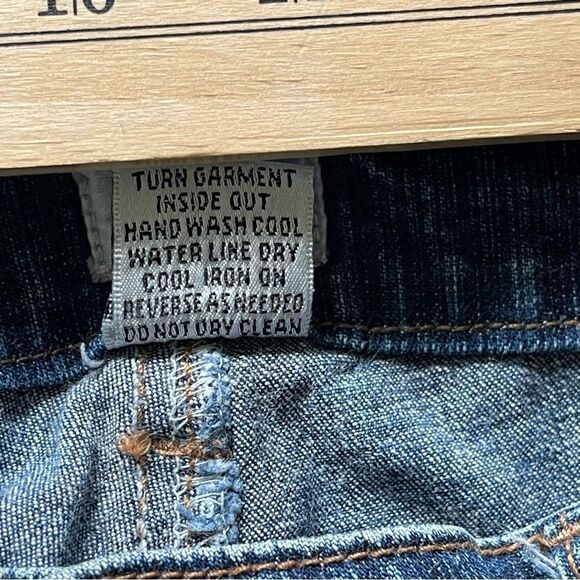 TURN GARMENT
INSIDE OUT
HAND WASH COOL
WATER LINE DRY
COOL IRON ON
REVERSE AS NEEDED
DO NOT DRY CLEAN